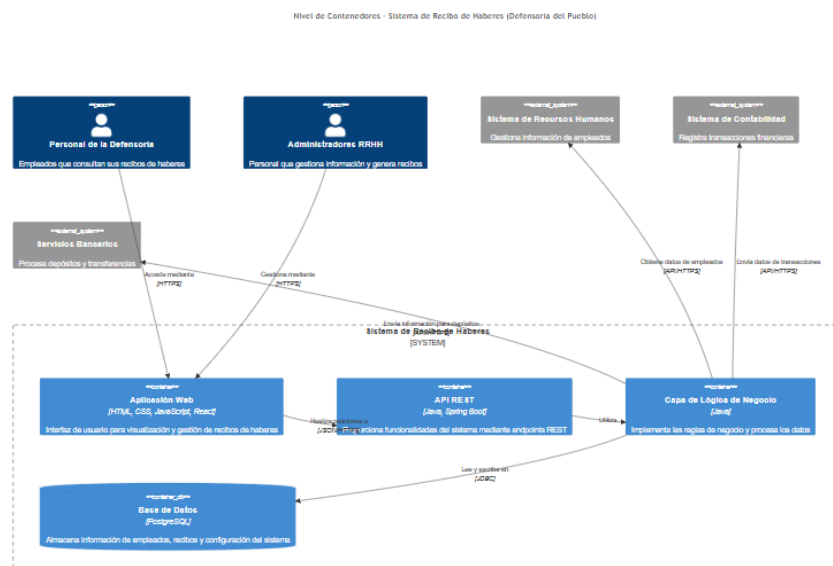 Nivel de Contenedores - Sistema de Recibo de Haberes (Defensoría del Pueblo)
Personal de la Defensoría
Empleados que consultan sus recibos de haberes
Administradores RRHH
Personal que gestiona información y genera recibos
Sistema de Recursos Humanos
Gestiona información de empleados
Sistema de Contabilidad
Registra transacciones financieras
Servicios Bancarios
Procesa depósitos y transferencias
Accede mediante
[HTTPS]
Gestiona mediante
[HTTPS]
Obtiene datos de empleados
[API/HTTPS]
Envía datos de transacciones
[API/HTTPS]
Envía información para depósitos
Sistema de Recibo de Haberes
[SYSTEM]
Aplicación Web
[HTML, CSS, JavaScript, React]
Interfaz de usuario para visualización y gestión de recibos de haberes
[JSON/HTTPS]
API REST
[Java, Spring Boot]
funcionalidades del sistema mediante endpoints REST
Utiliza
Capa de Lógica de Negocio
[Java]
Implementa las reglas de negocio y procesa los datos
Lee y escribe en
[JDBC]
Base de Datos
[PostgreSQL]
Almacena información de empleados, recibos y configuración del sistema